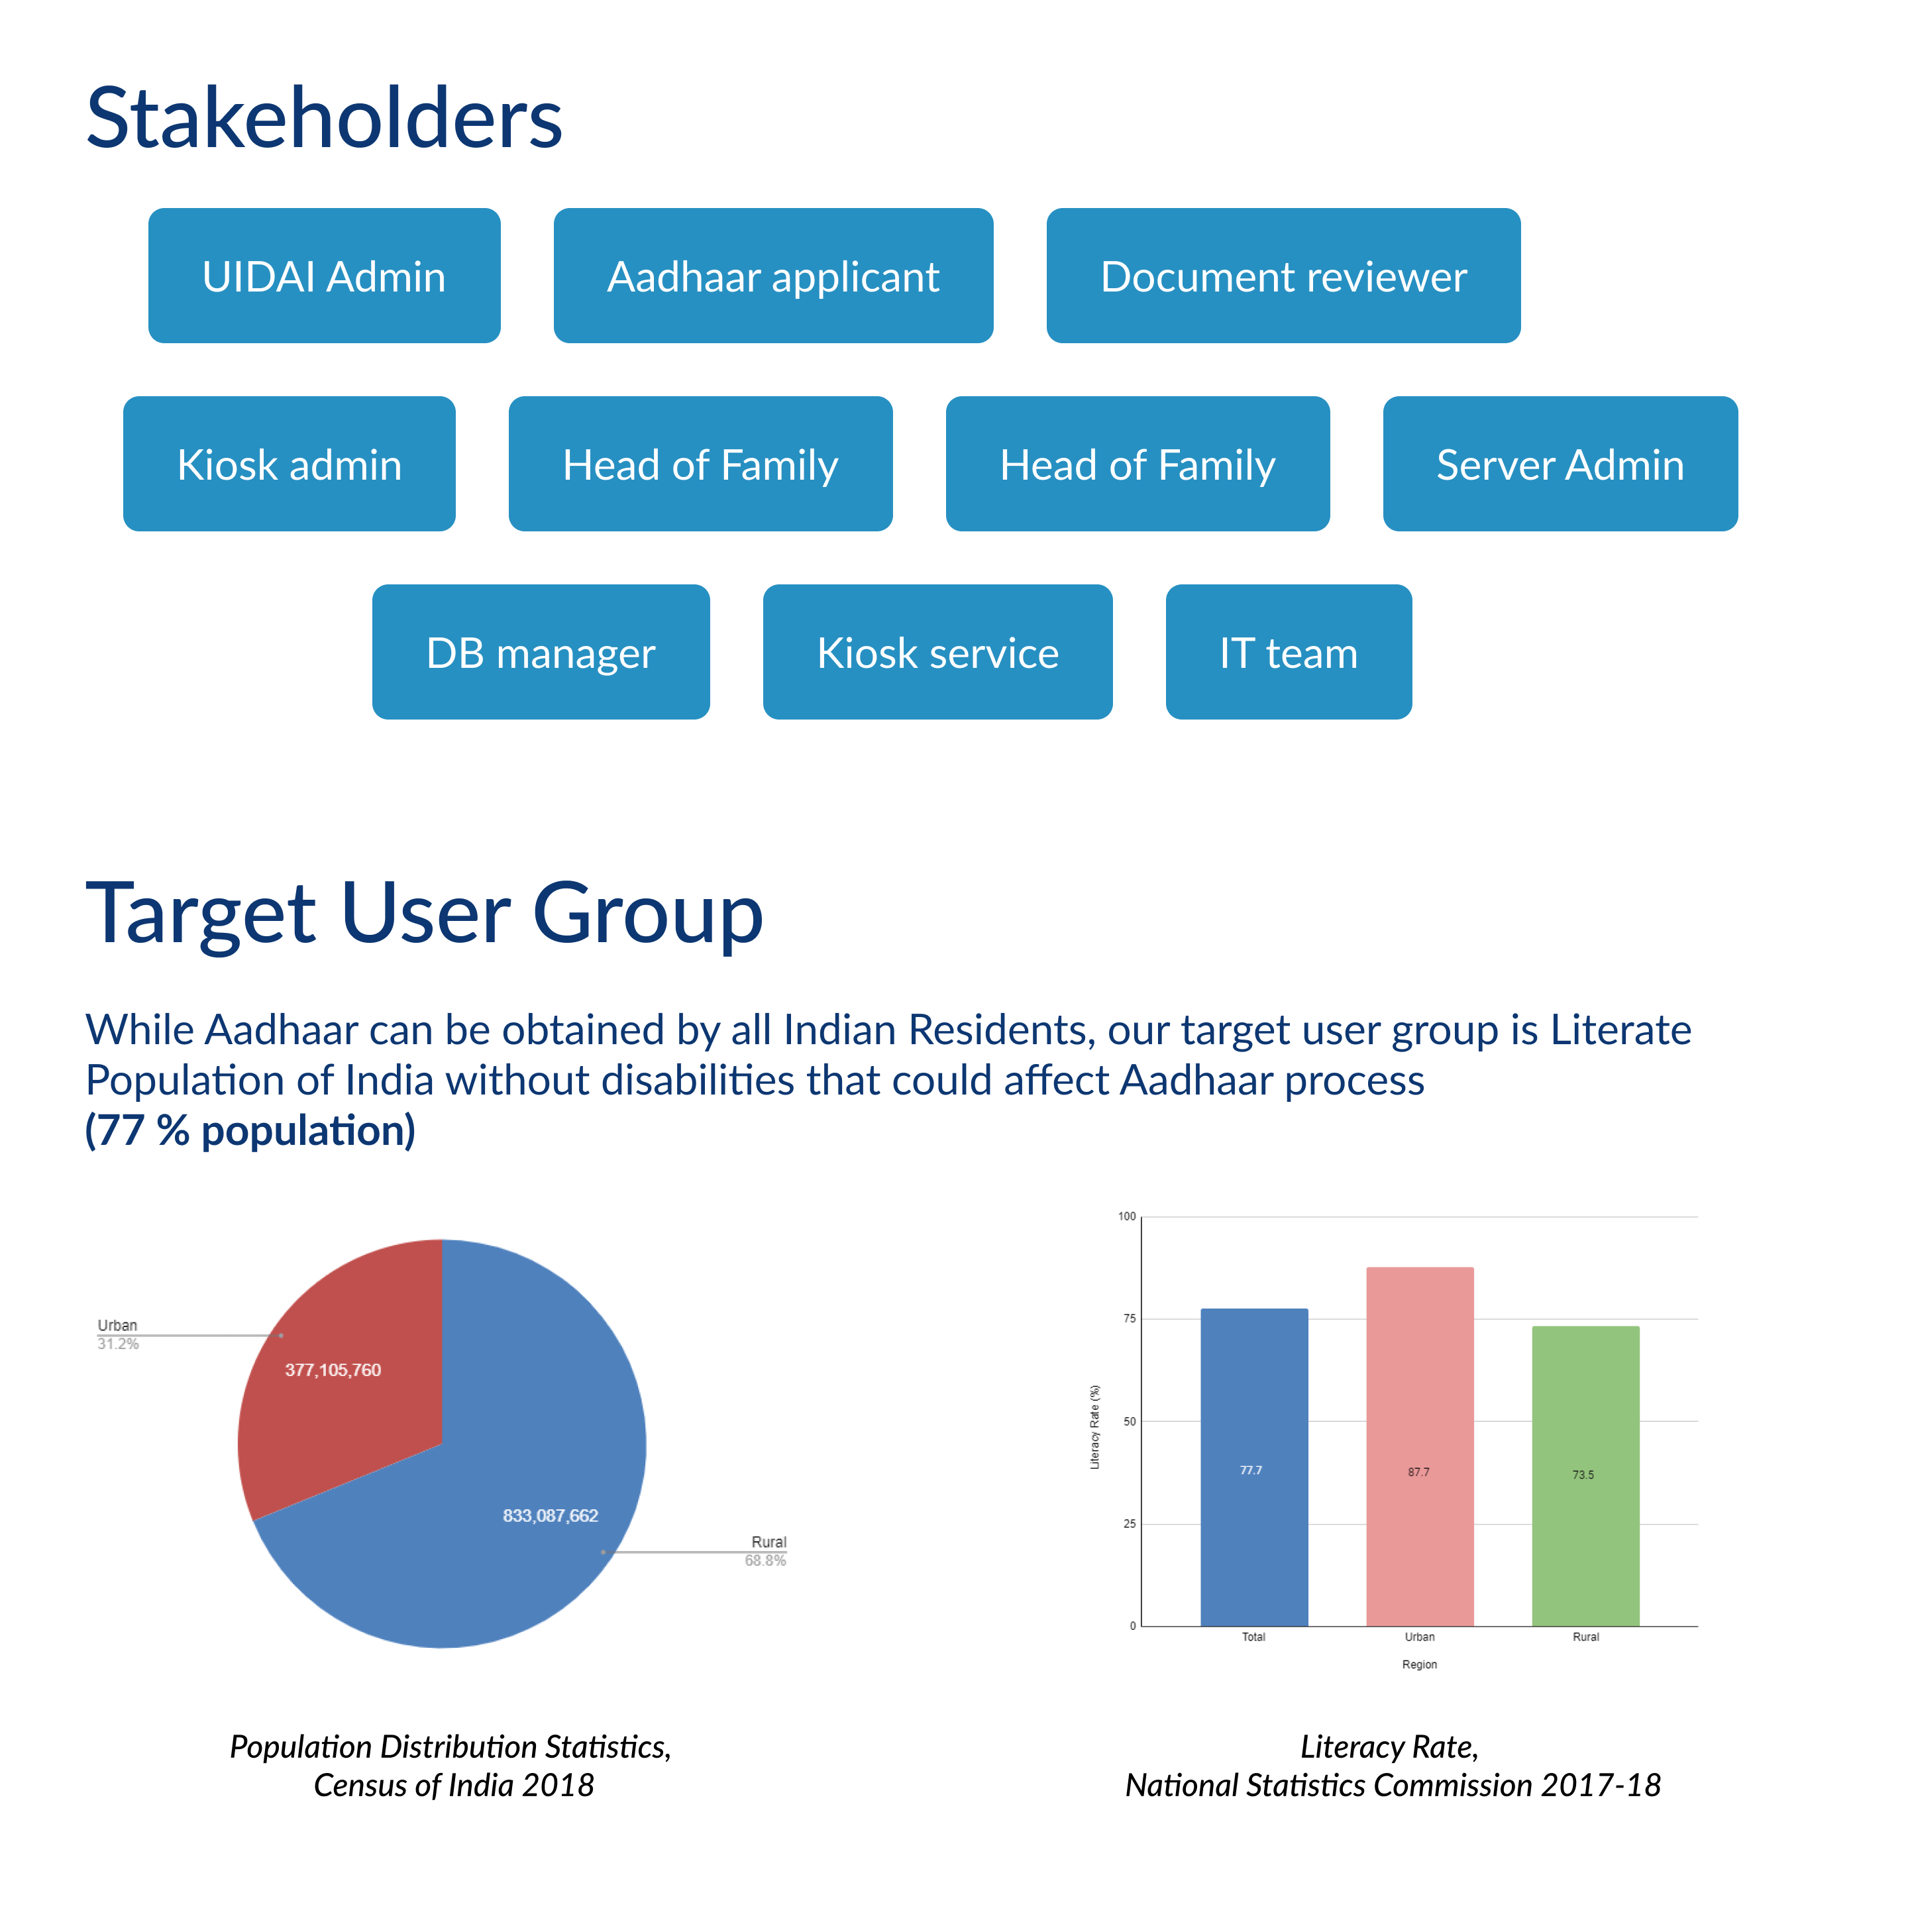 Stakeholders
UIDAI Admin
Aadhaar applicant
Document reviewer
Kiosk admin
Head of Family
Head of Family
Server Admin
DB manager
Kiosk service
IT team
Target User Group
While Aadhaar can be obtained by all Indian Residents, our target user group is Literate
Population of India without disabilities that could affect Aadhaar process
(77 % population)
Urban
31.2%
377,105,760
833,087,662
Rural
68.8%
Population Distribution Statistics,
Census of India 2018
100
75
50
25
0
Literacy Rate (%)
77.7
87.7
73.5
Total
Urban
Rural
Region
Literacy Rate,
National Statistics Commission 2017-18